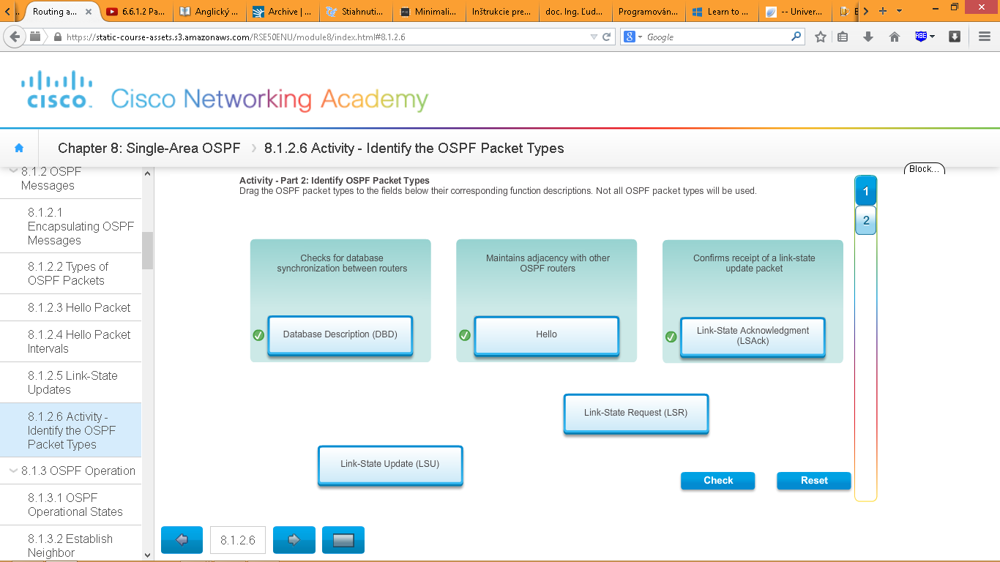 Routing a...
6.6.1.2 Pa...
Anglický ...
Archive | ...
Stiahnuti...
Minimali...
Inštrukcie pre...
doc. Ing. Ľud...
Programován...
Learn to ...
-- Univer...
https://static-course-assets.s3.amazonaws.com/RSE50ENU/module8/index.html#8.1.2.6
Google
CISCO
Cisco Networking Academy
Chapter 8: Single-Area OSPF
8.1.2.6 Activity - Identify the OSPF Packet Types
Block...
8.1.2 OSPF
Messages
8.1.2.1
Encapsulating OSPF
Messages
8.1.2.2 Types of
OSPF Packets
8.1.2.3 Hello Packet
8.1.2.4 Hello Packet
Intervals
8.1.2.5 Link-State
Updates
8.1.2.6 Activity -
Identify the OSPF
Packet Types
8.1.3 OSPF Operation
8.1.3.1 OSPF
Operational States
8.1.3.2 Establish
Neighbor
Activity - Part 2: Identify OSPF Packet Types
Drag the OSPF packet types to the fields below their corresponding function descriptions. Not all OSPF packet types will be used.
1
2
Checks for database
synchronization between routers
Database Description (DBD)
Maintains adjacency with other
OSPF routers
Hello
Confirms receipt of a link-state
update packet
Link-State Acknowledgment
(LSAck)
Link-State Request (LSR)
Link-State Update (LSU)
Check
Reset
8.1.2.6